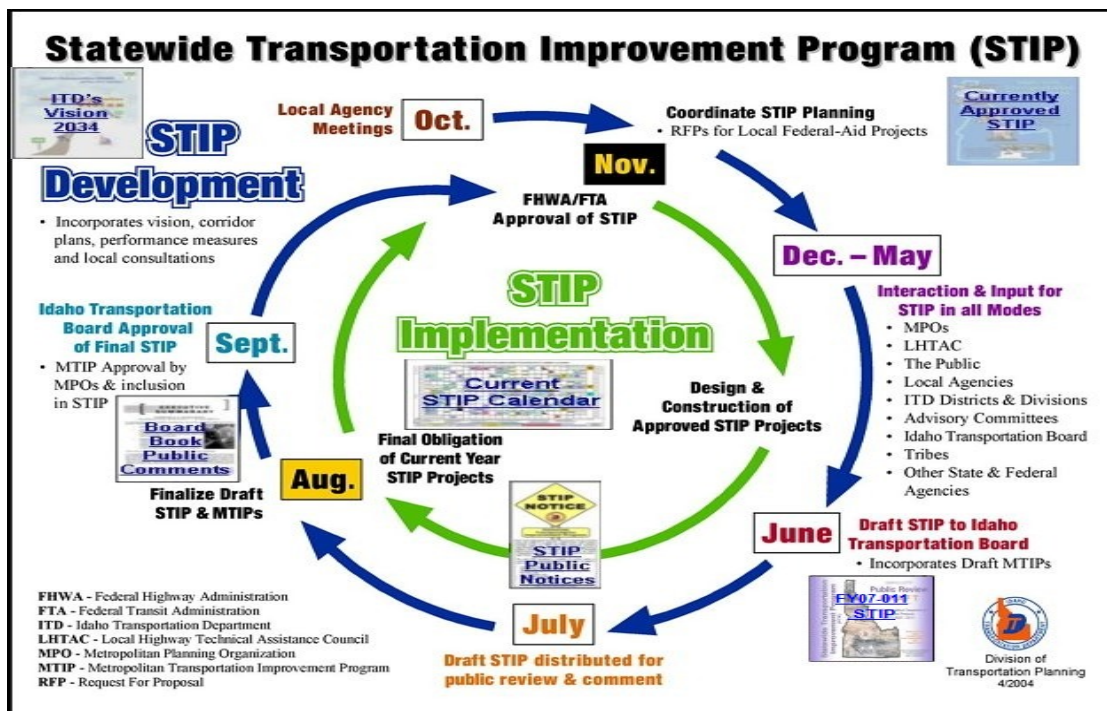 Statewide Transportation Improvement Program (STIP)
ITD's
Vision
2034
STIP
Development
• Incorporates vision, corridor
plans, performance measures
and local consultations
Local Agency
Meetings
Oct.
Coordinate STIP Planning
• RFPs for Local Federal-Aid Projects
Currently
Approved
STIP
Nov.
FHWA/FTA
Approval of STIP
Dec. – May
Interaction & Input for
STIP in all Modes
• MPOs
• LHTAC
• The Public
• Local Agencies
• ITD Districts & Divisions
• Advisory Committees
• Idaho Transportation Board
• Tribes
• Other State & Federal
Agencies
STIP
Implementation
Current
STIP Calendar
Idaho Transportation
Board Approval
of Final STIP
• MTIP Approval by
MPOs & inclusion
in STIP
Sept.
EXECUTIVE
SUMMARY
Board
Book
Public
Comments
Design &
Construction of
Approved STIP Projects
Final Obligation
of Current Year
STIP Projects
Aug.
Finalize Draft
STIP & MTIPs
STIP
NOTICE
STIP
Public
Notices
June
Draft STIP to Idaho
Transportation Board
• Incorporates Draft MTIPs
Public Review
FY07-011
STIP
Statewide Transportation
Improvement Program
July
Draft STIP distributed for
public review & comment
FHWA - Federal Highway Administration
FTA - Federal Transit Administration
ITD - Idaho Transportation Department
LHTAC - Local Highway Technical Assistance Council
MPO - Metropolitan Planning Organization
MTIP - Metropolitan Transportation Improvement Program
RFP - Request For Proposal
IDAHO
TRANSPORTATION DEPARTMENT
Division of
Transportation Planning
4/2004